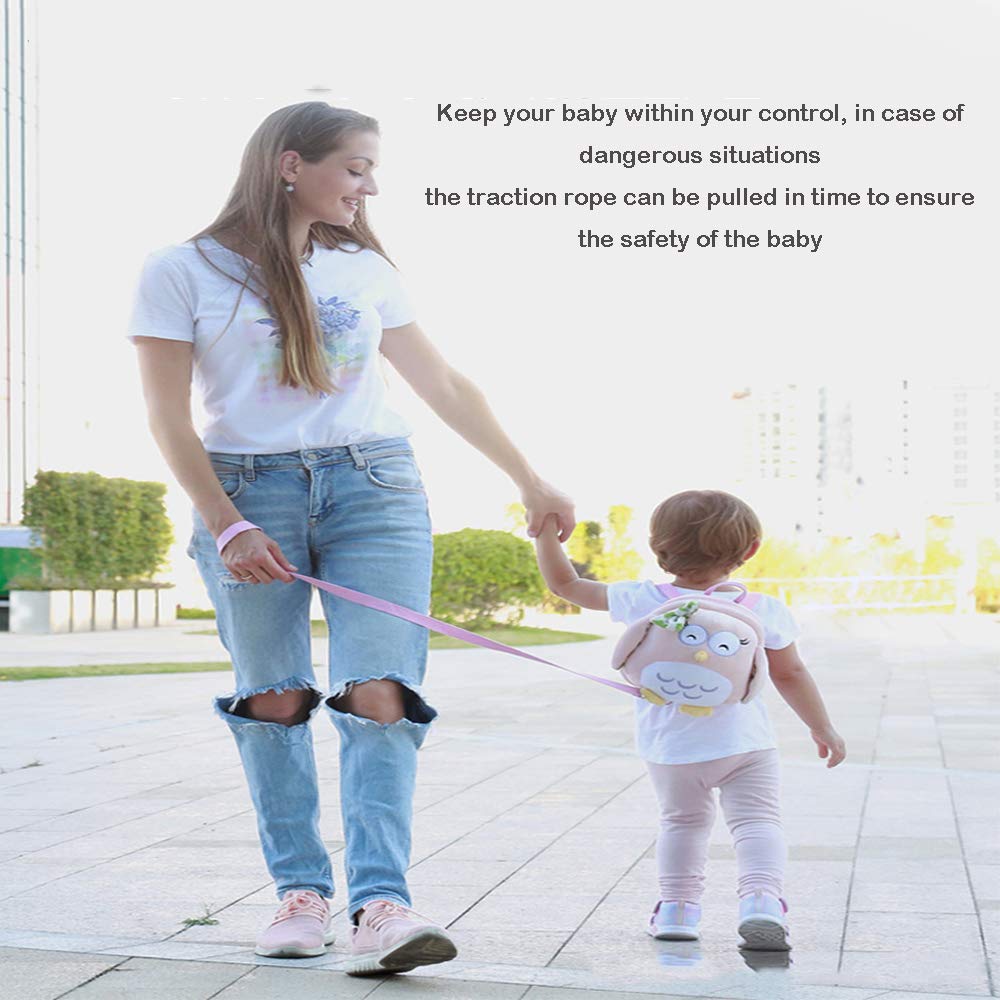 Keep your baby within your control, in case of
dangerous situations
the traction rope can be pulled in time to ensure
the safety of the baby